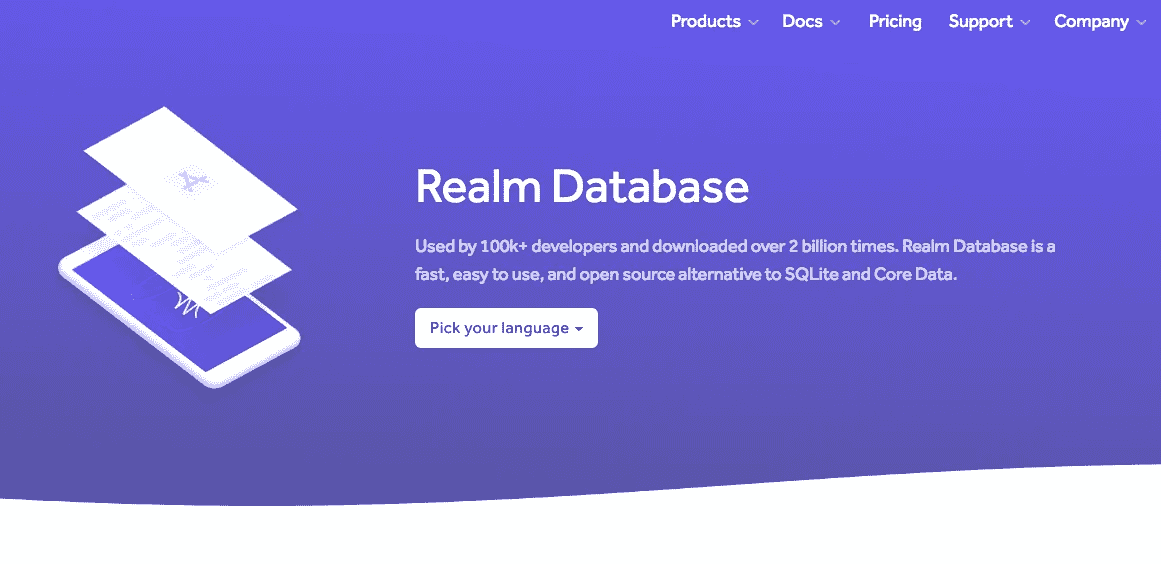 Products Docs Pricing Support Company
Realm Database
Used by 100k+ developers and downloaded over 2 billion times. Realm Database is a
fast, easy to use, and open source alternative to SQLite and Core Data.
Pick your language